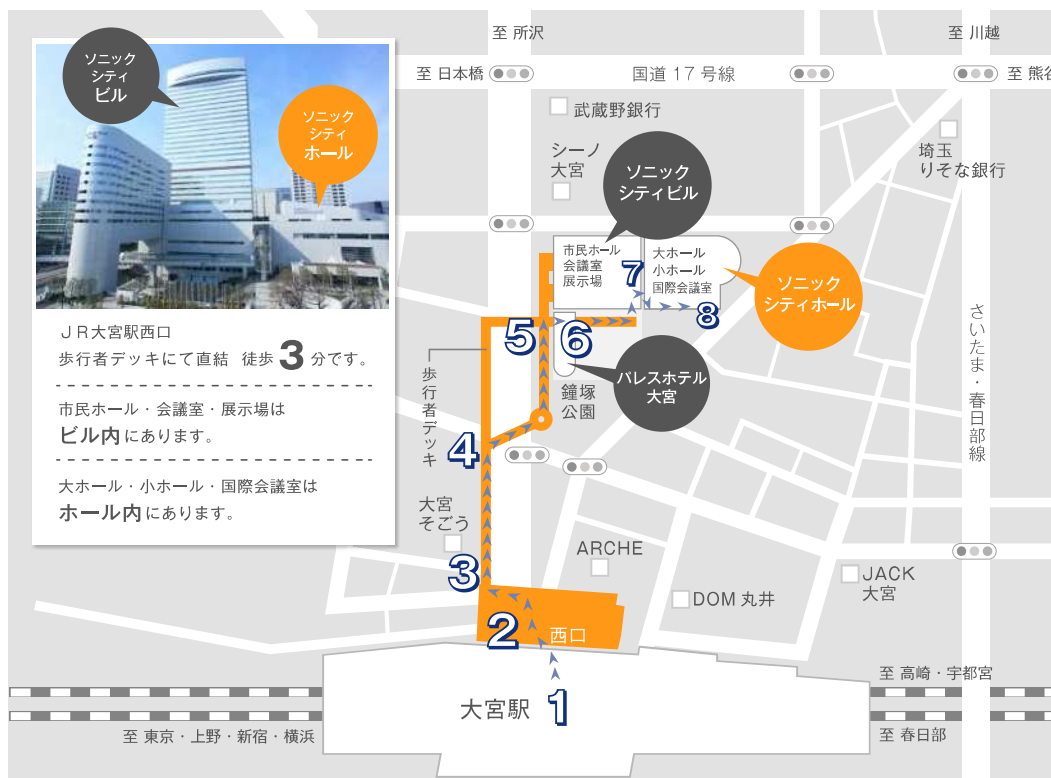 ソニック
シティ
ビル
ソニック
シティ
ホール
JR大宮駅西口
歩行者デッキにて直結 徒歩3分です。
市民ホール・会議室・展示場は
ビル内にあります。
大ホール・小ホール・国際会議室は
ホール内にあります。
至 所沢
至 川越
至 日本橋
国道17号線
至 熊谷
武蔵野銀行
シーノ
大宮
ソニック
シティビル
埼玉
りそな銀行
市民ホール
会議室
展示場
大ホール
小ホール
国際会議室
ソニック
シティホール
7
8
5
6
パレスホテル
大宮
鐘塚
公園
歩行者デッキ
さいたま・春日部線
4
大宮
そごう
3
ARCHE
JACK
大宮
DOM 丸井
2
西口
大宮駅
1
至 高崎・宇都宮
至 春日部
至 東京・上野・新宿・横浜